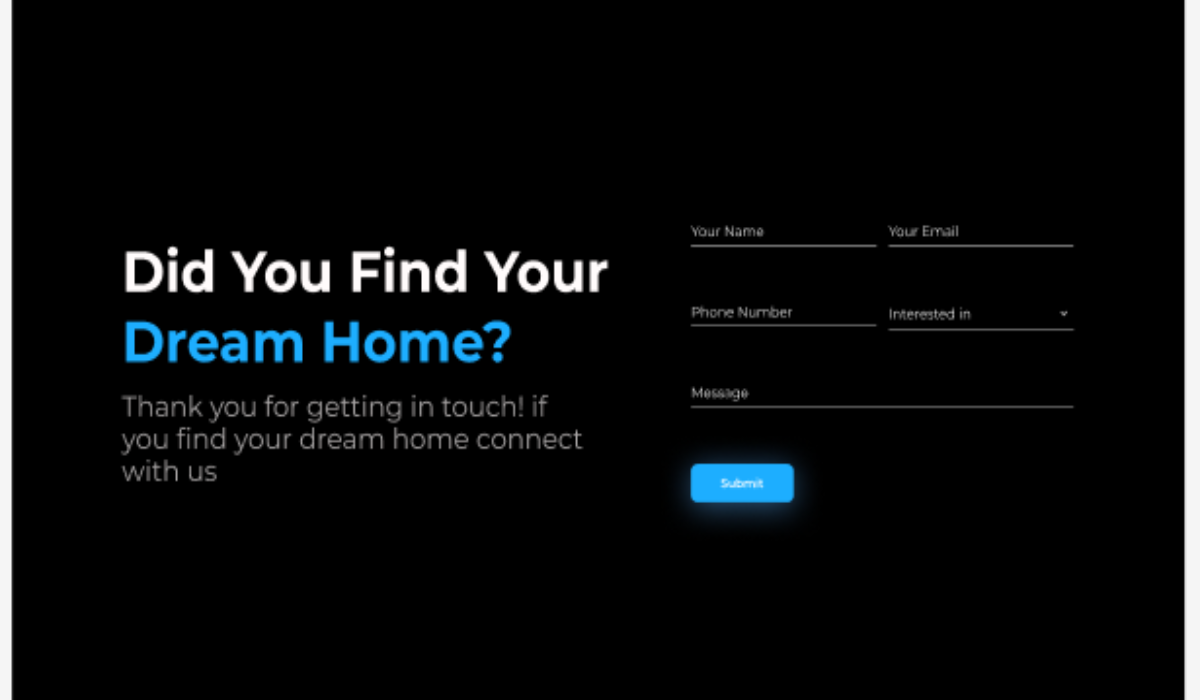 Did You Find Your
Dream Home?
Thank you for getting in touch! if
you find your dream home connect
with us
Your Name
Your Email
Phone Number
Interested in
Message
Submit